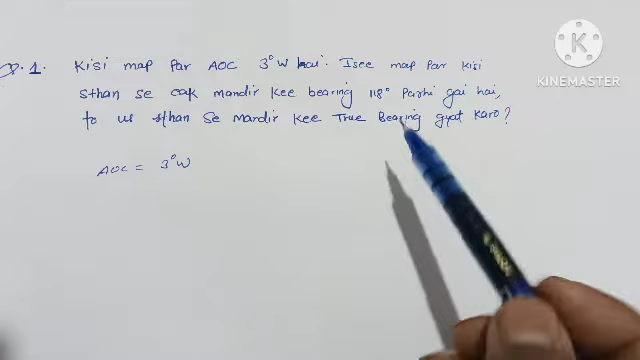 KINEMASTER
Q.1. Kisi map par AOC 3°W hai. Isee map par kisi
sthan se eak mandir kee bearing 118° parhi gai hai,
to us sthan se mandir kee True Bearing gyat karo?
AOC = 3°W